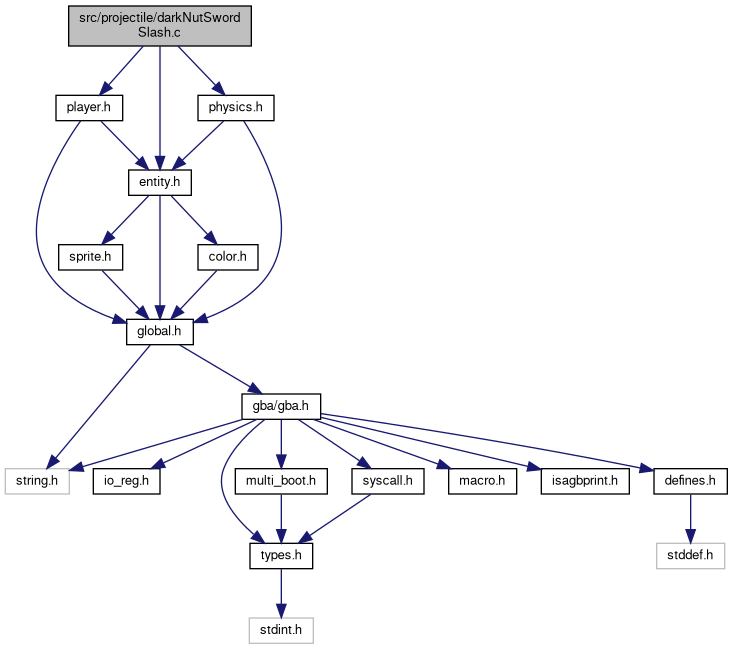 src/projectile/darkNutSword
Slash.c
player.h
physics.h
entity.h
sprite.h
color.h
global.h
gba/gba.h
string.h
io_reg.h
multi_boot.h
syscall.h
macro.h
isagbprint.h
defines.h
types.h
stddef.h
stdint.h